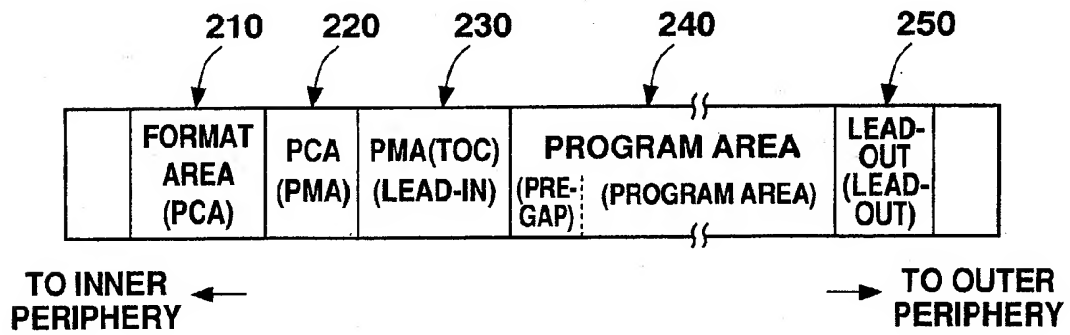 210 220 230 240 250
FORMAT
AREA
(PCA)
PCA
(PMA)
PMA(TOC)
(LEAD-IN)
PROGRAM AREA
(PRE-
GAP)
(PROGRAM AREA)
LEAD-
OUT
(LEAD-
OUT)
TO INNER
PERIPHERY
TO OUTER
PERIPHERY